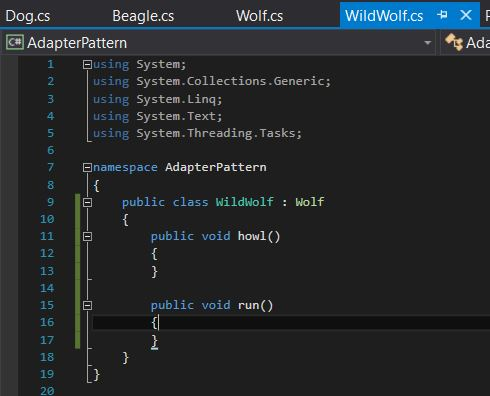 Dog.cs Beagle.cs Wolf.cs WildWolf.cs
AdapterPattern Ada
1 using System;
2 using System.Collections.Generic;
3 using System.Linq;
4 using System.Text;
5 using System.Threading.Tasks;
6
7 namespace AdapterPattern
8 {
9 public class WildWolf : Wolf
10 {
11 public void howl()
12 {
13 }
14
15 public void run()
16 {
17 }
18 }
19 }
20